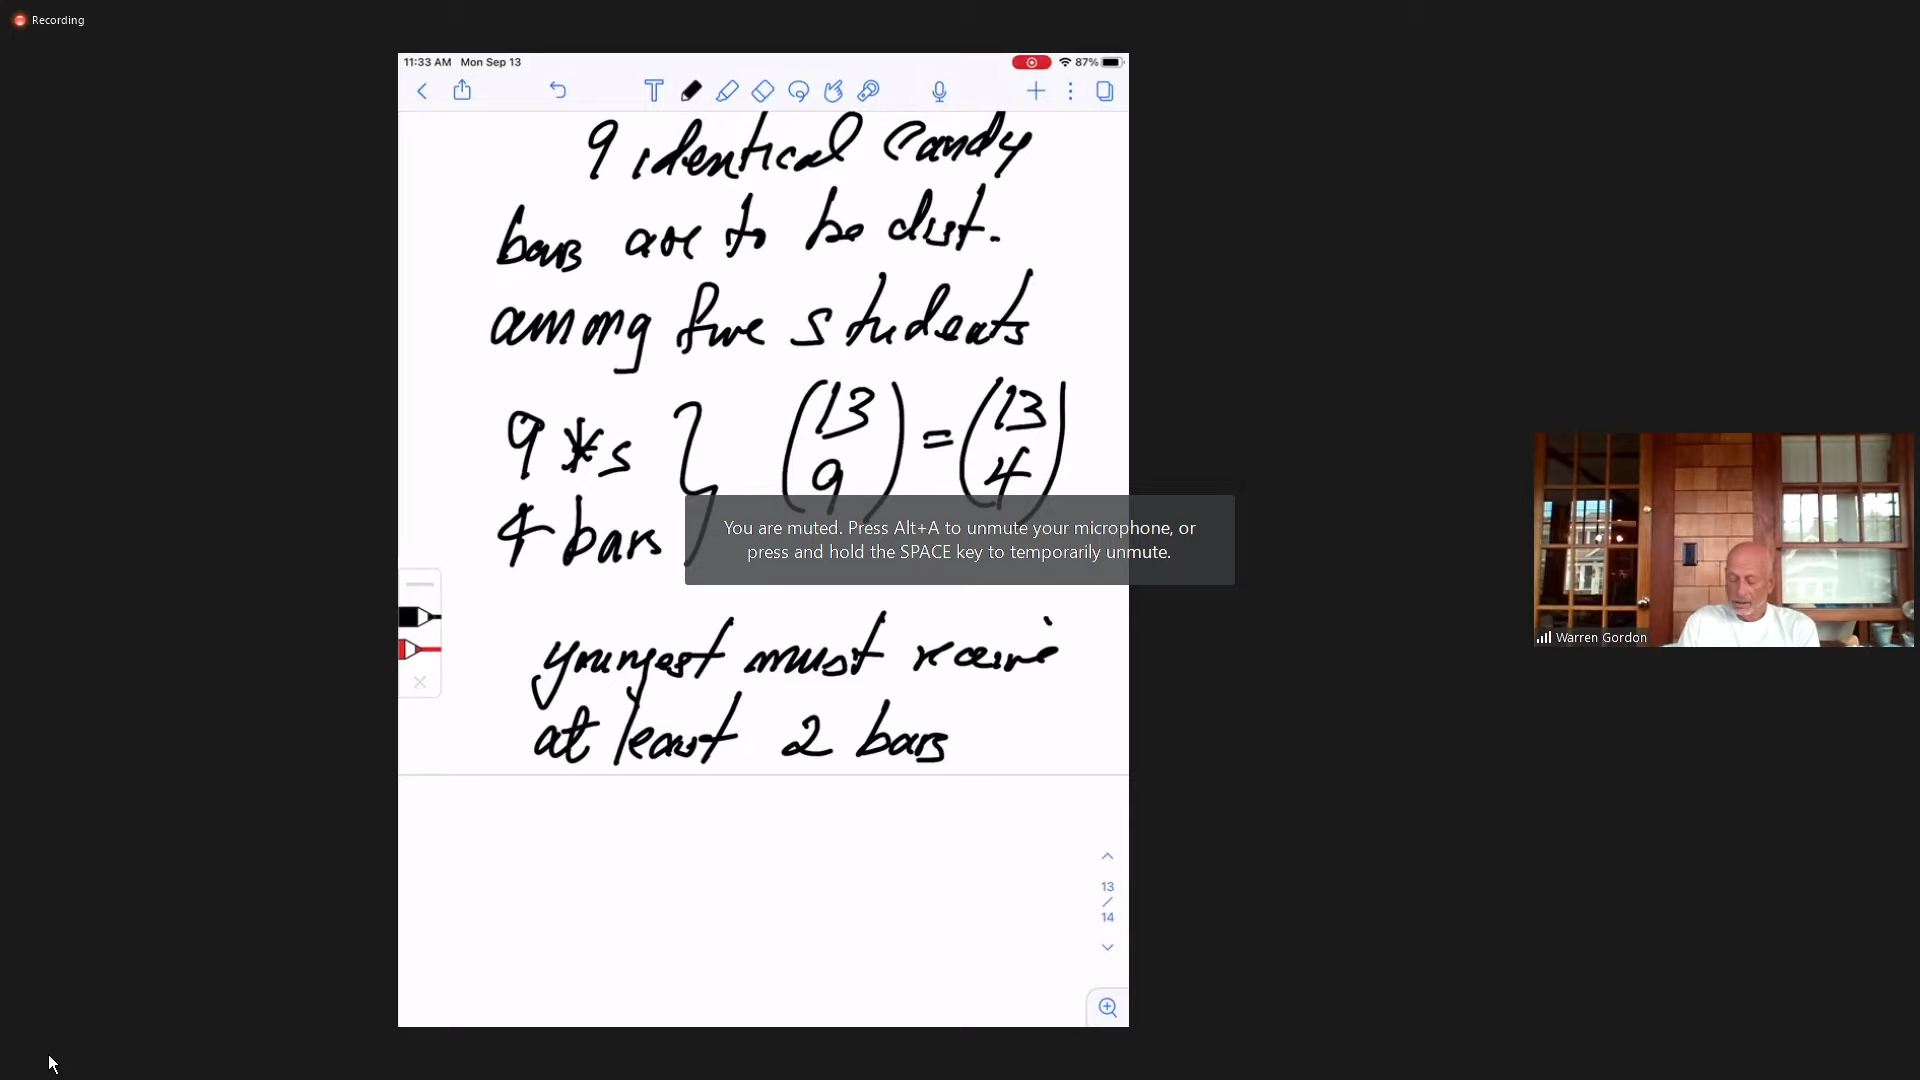 Recording
11:33 AM Mon Sep 13
87%
9 identical candy
bars are to be dist.
among five students
9 *s } (13 9) = (13 4)
4 bars
You are muted. Press Alt+A to unmute your microphone, or
press and hold the SPACE key to temporarily unmute.
youngest must receive
at least 2 bars
Warren Gordon
13
/
14